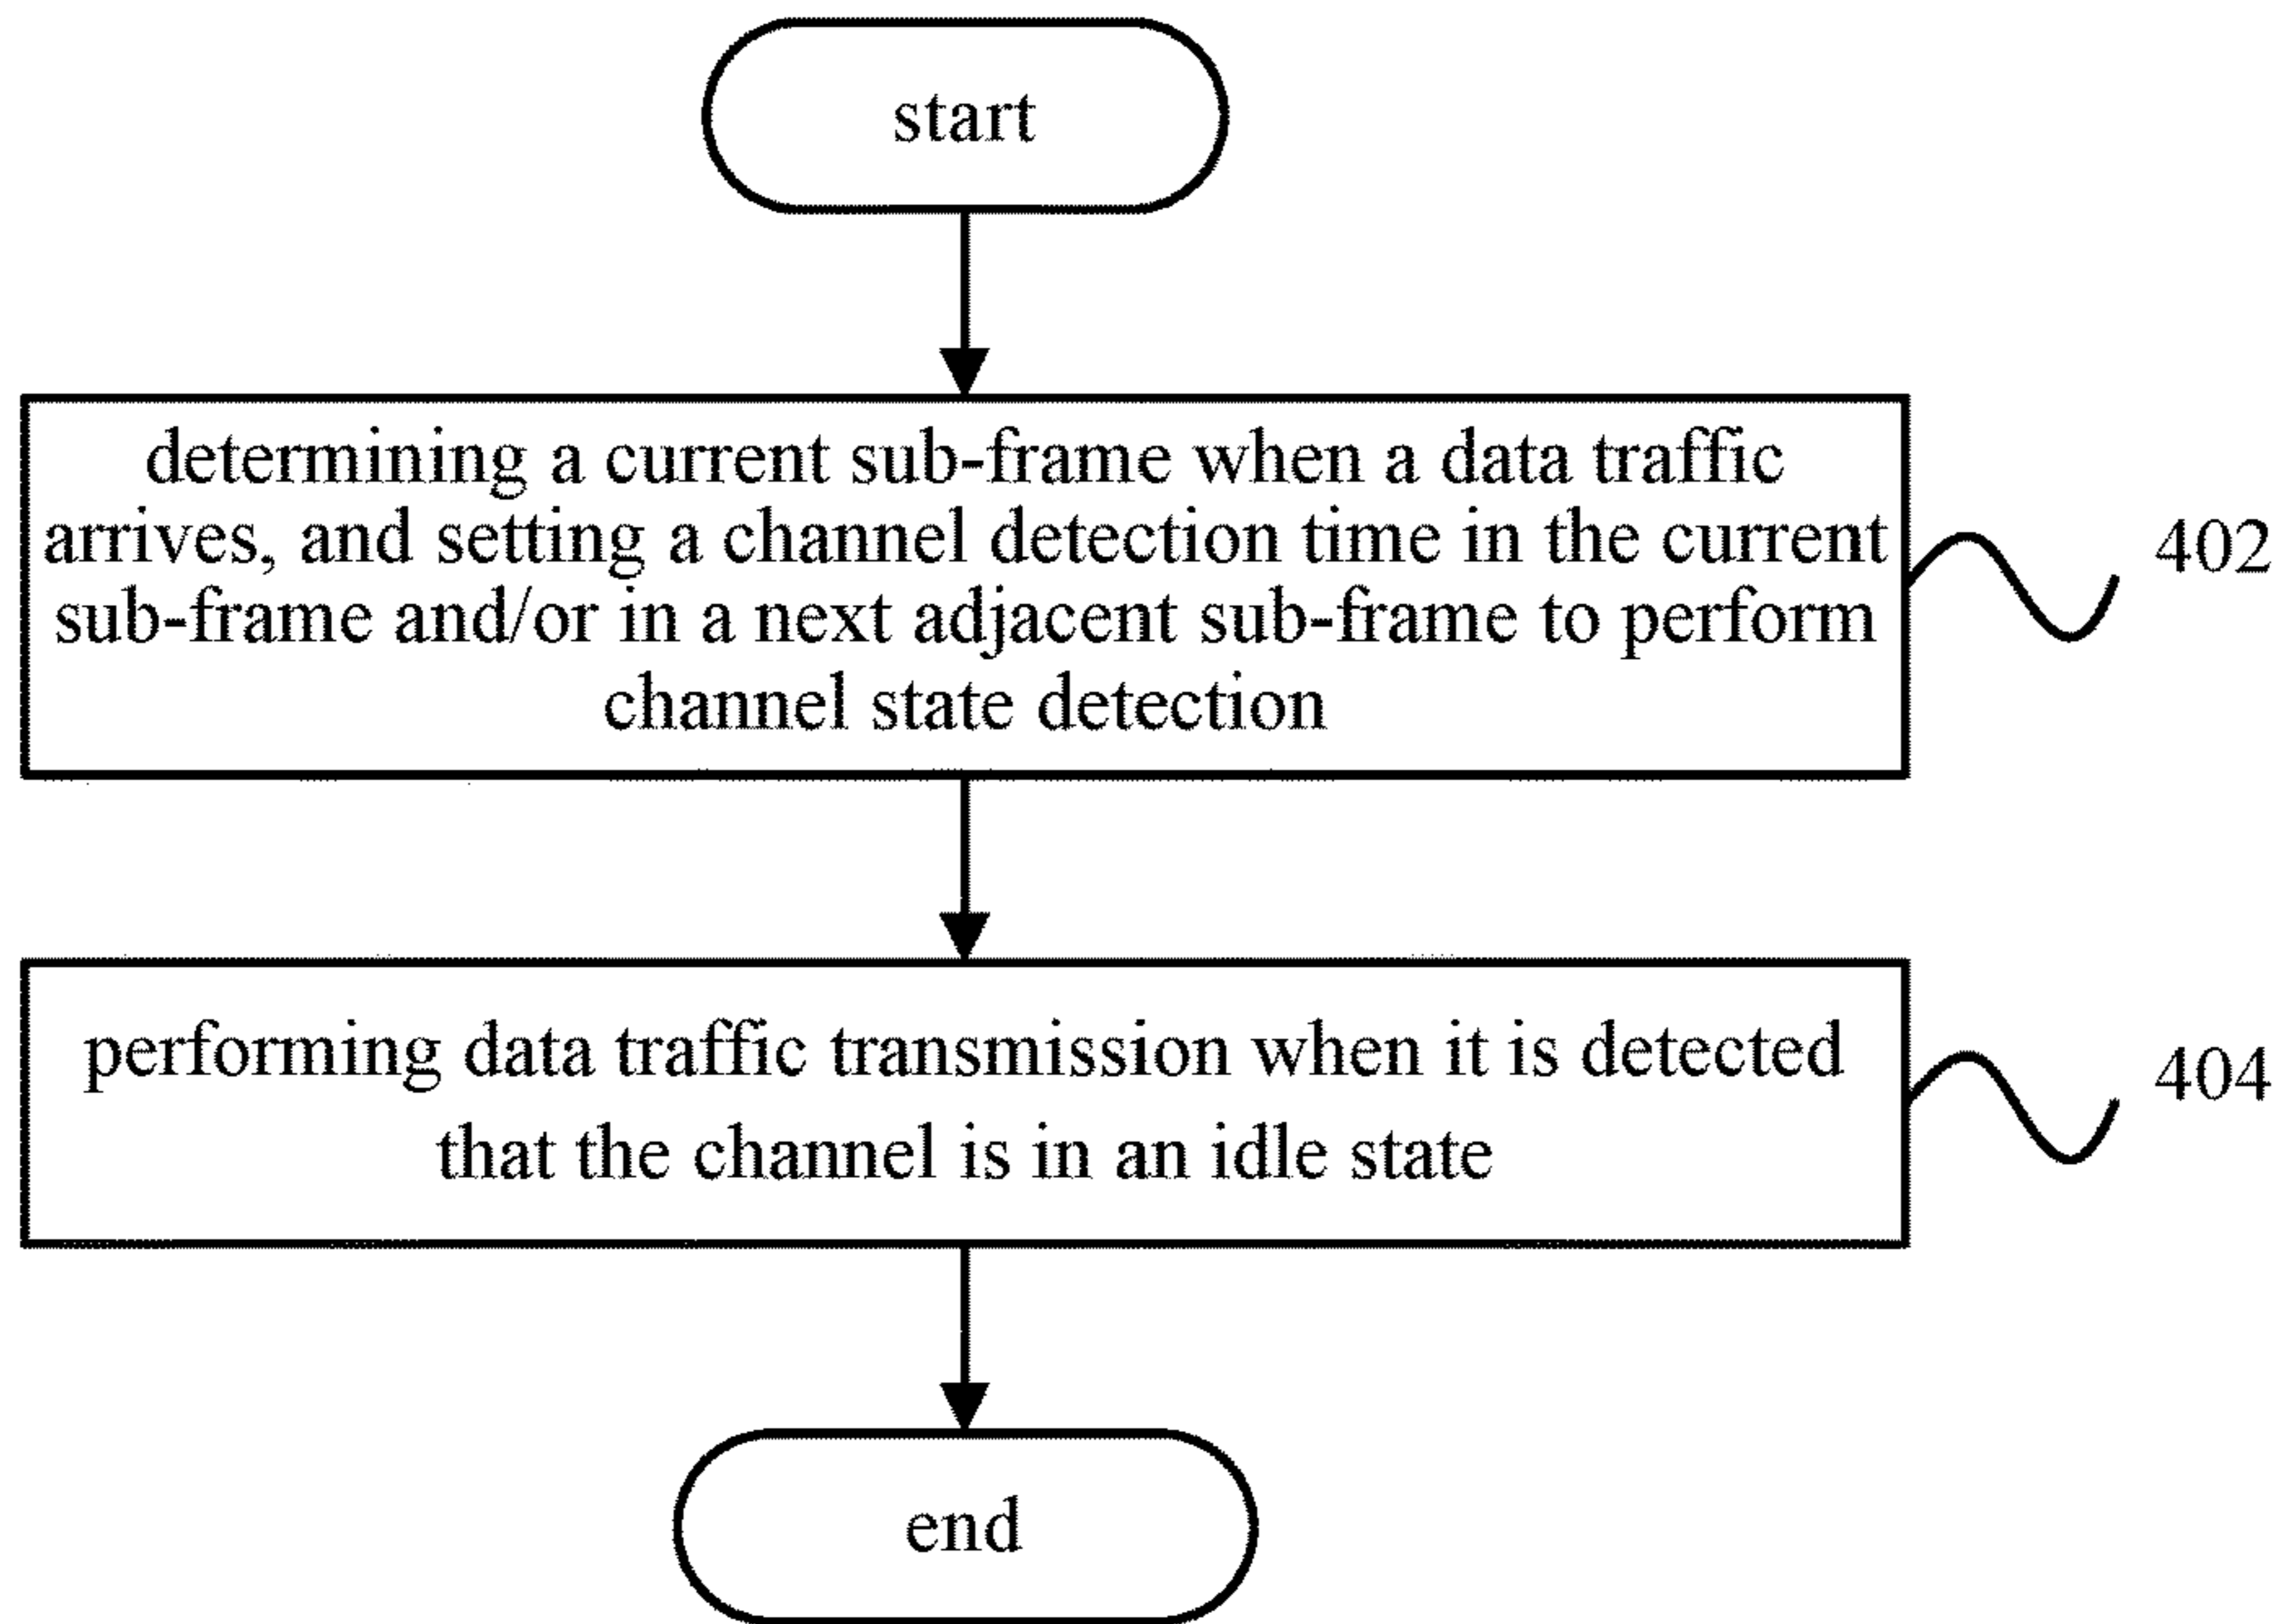 start
determining a current sub-frame when a data traffic
arrives, and setting a channel detection time in the current
sub-frame and/or in a next adjacent sub-frame to perform
channel state detection
402
performing data traffic transmission when it is detected
that the channel is in an idle state
404
end